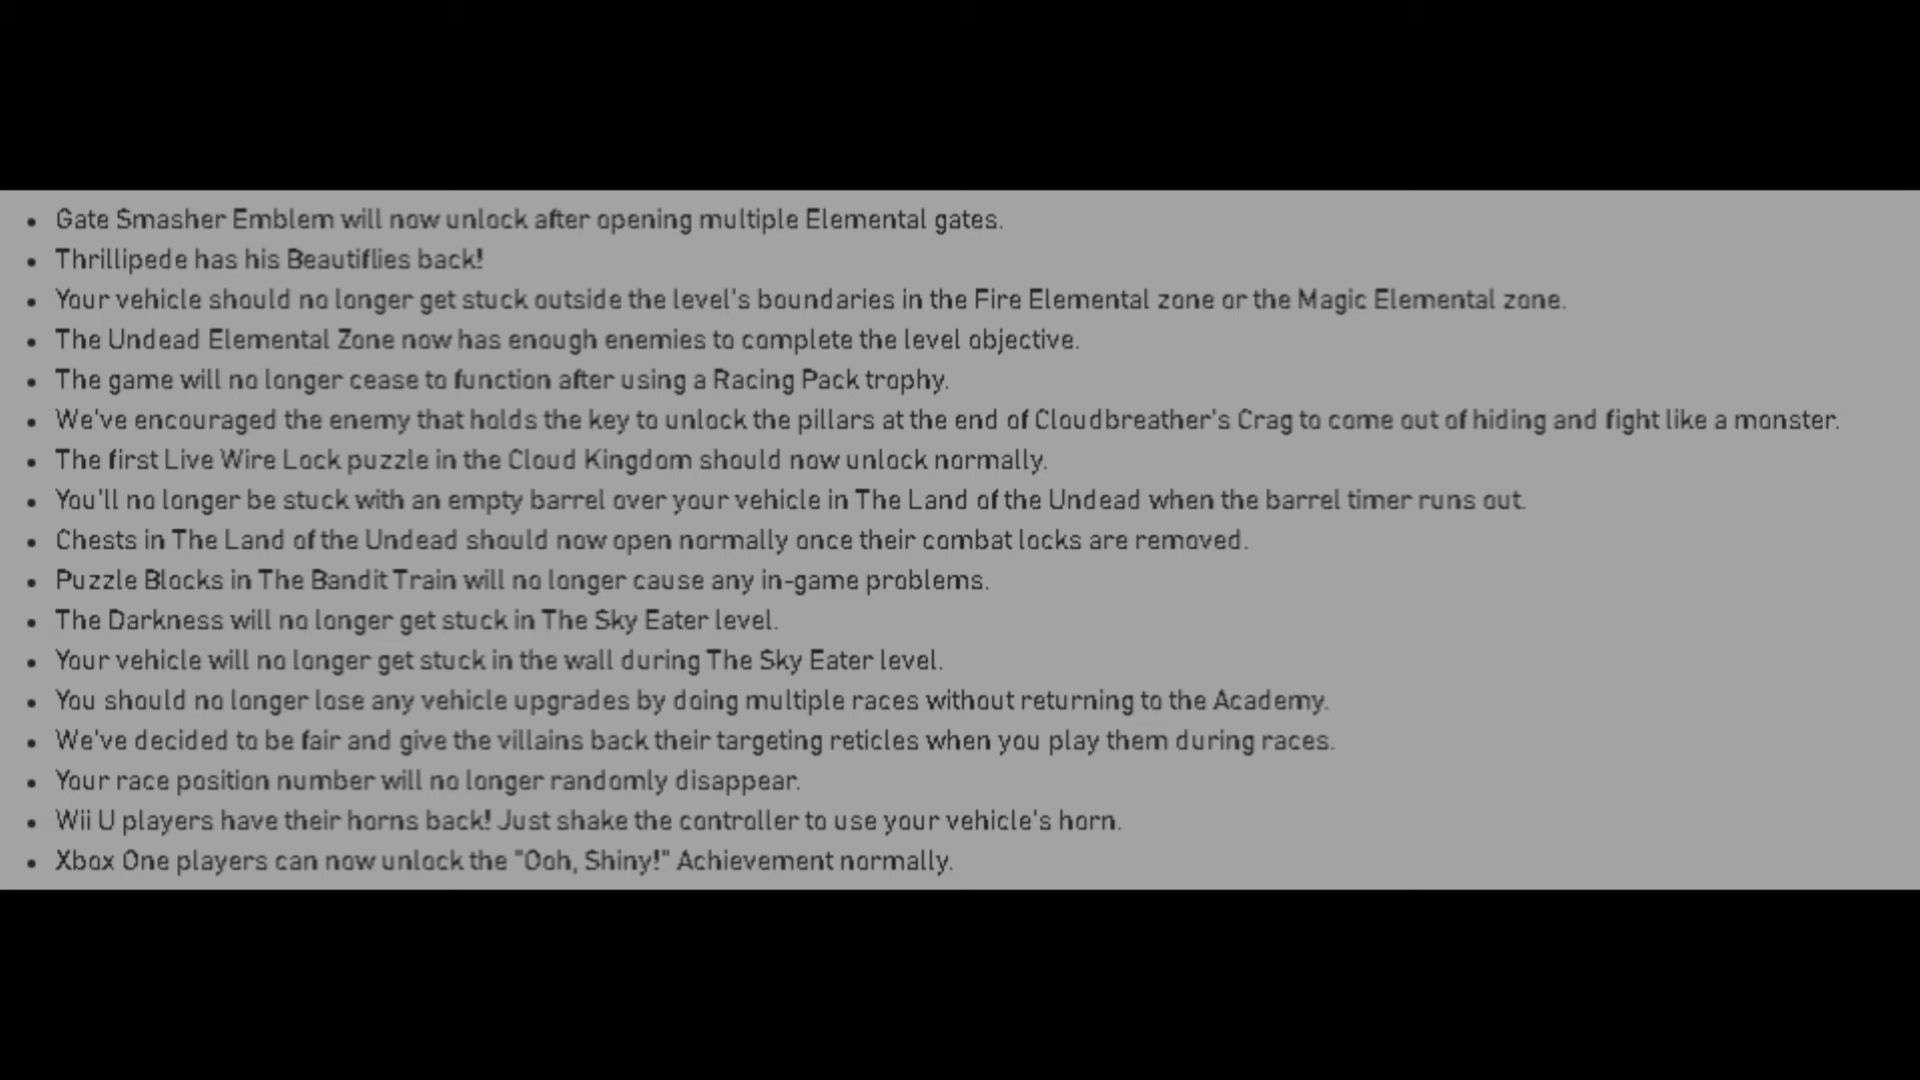 • Gate Smasher Emblem will now unlock after opening multiple Elemental gates.
• Thrillipede has his Beautiflies back!
• Your vehicle should no longer get stuck outside the level's boundaries in the Fire Elemental zone or the Magic Elemental zone.
• The Undead Elemental Zone now has enough enemies to complete the level objective.
• The game will no longer cease to function after using a Racing Pack trophy.
• We've encouraged the enemy that holds the key to unlock the pillars at the end of Cloudbreather's Crag to come out of hiding and fight like a monster.
• The first Live Wire Lock puzzle in the Cloud Kingdom should now unlock normally.
• You'll no longer be stuck with an empty barrel over your vehicle in The Land of the Undead when the barrel timer runs out.
• Chests in The Land of the Undead should now open normally once their combat locks are removed.
• Puzzle Blocks in The Bandit Train will no longer cause any in-game problems.
• The Darkness will no longer get stuck in The Sky Eater level.
• Your vehicle will no longer get stuck in the wall during The Sky Eater level.
• You should no longer lose any vehicle upgrades by doing multiple races without returning to the Academy.
• We've decided to be fair and give the villains back their targeting reticles when you play them during races.
• Your race position number will no longer randomly disappear.
• Wii U players have their horns back! Just shake the controller to use your vehicle's horn.
• Xbox One players can now unlock the "Ooh, Shiny!" Achievement normally.